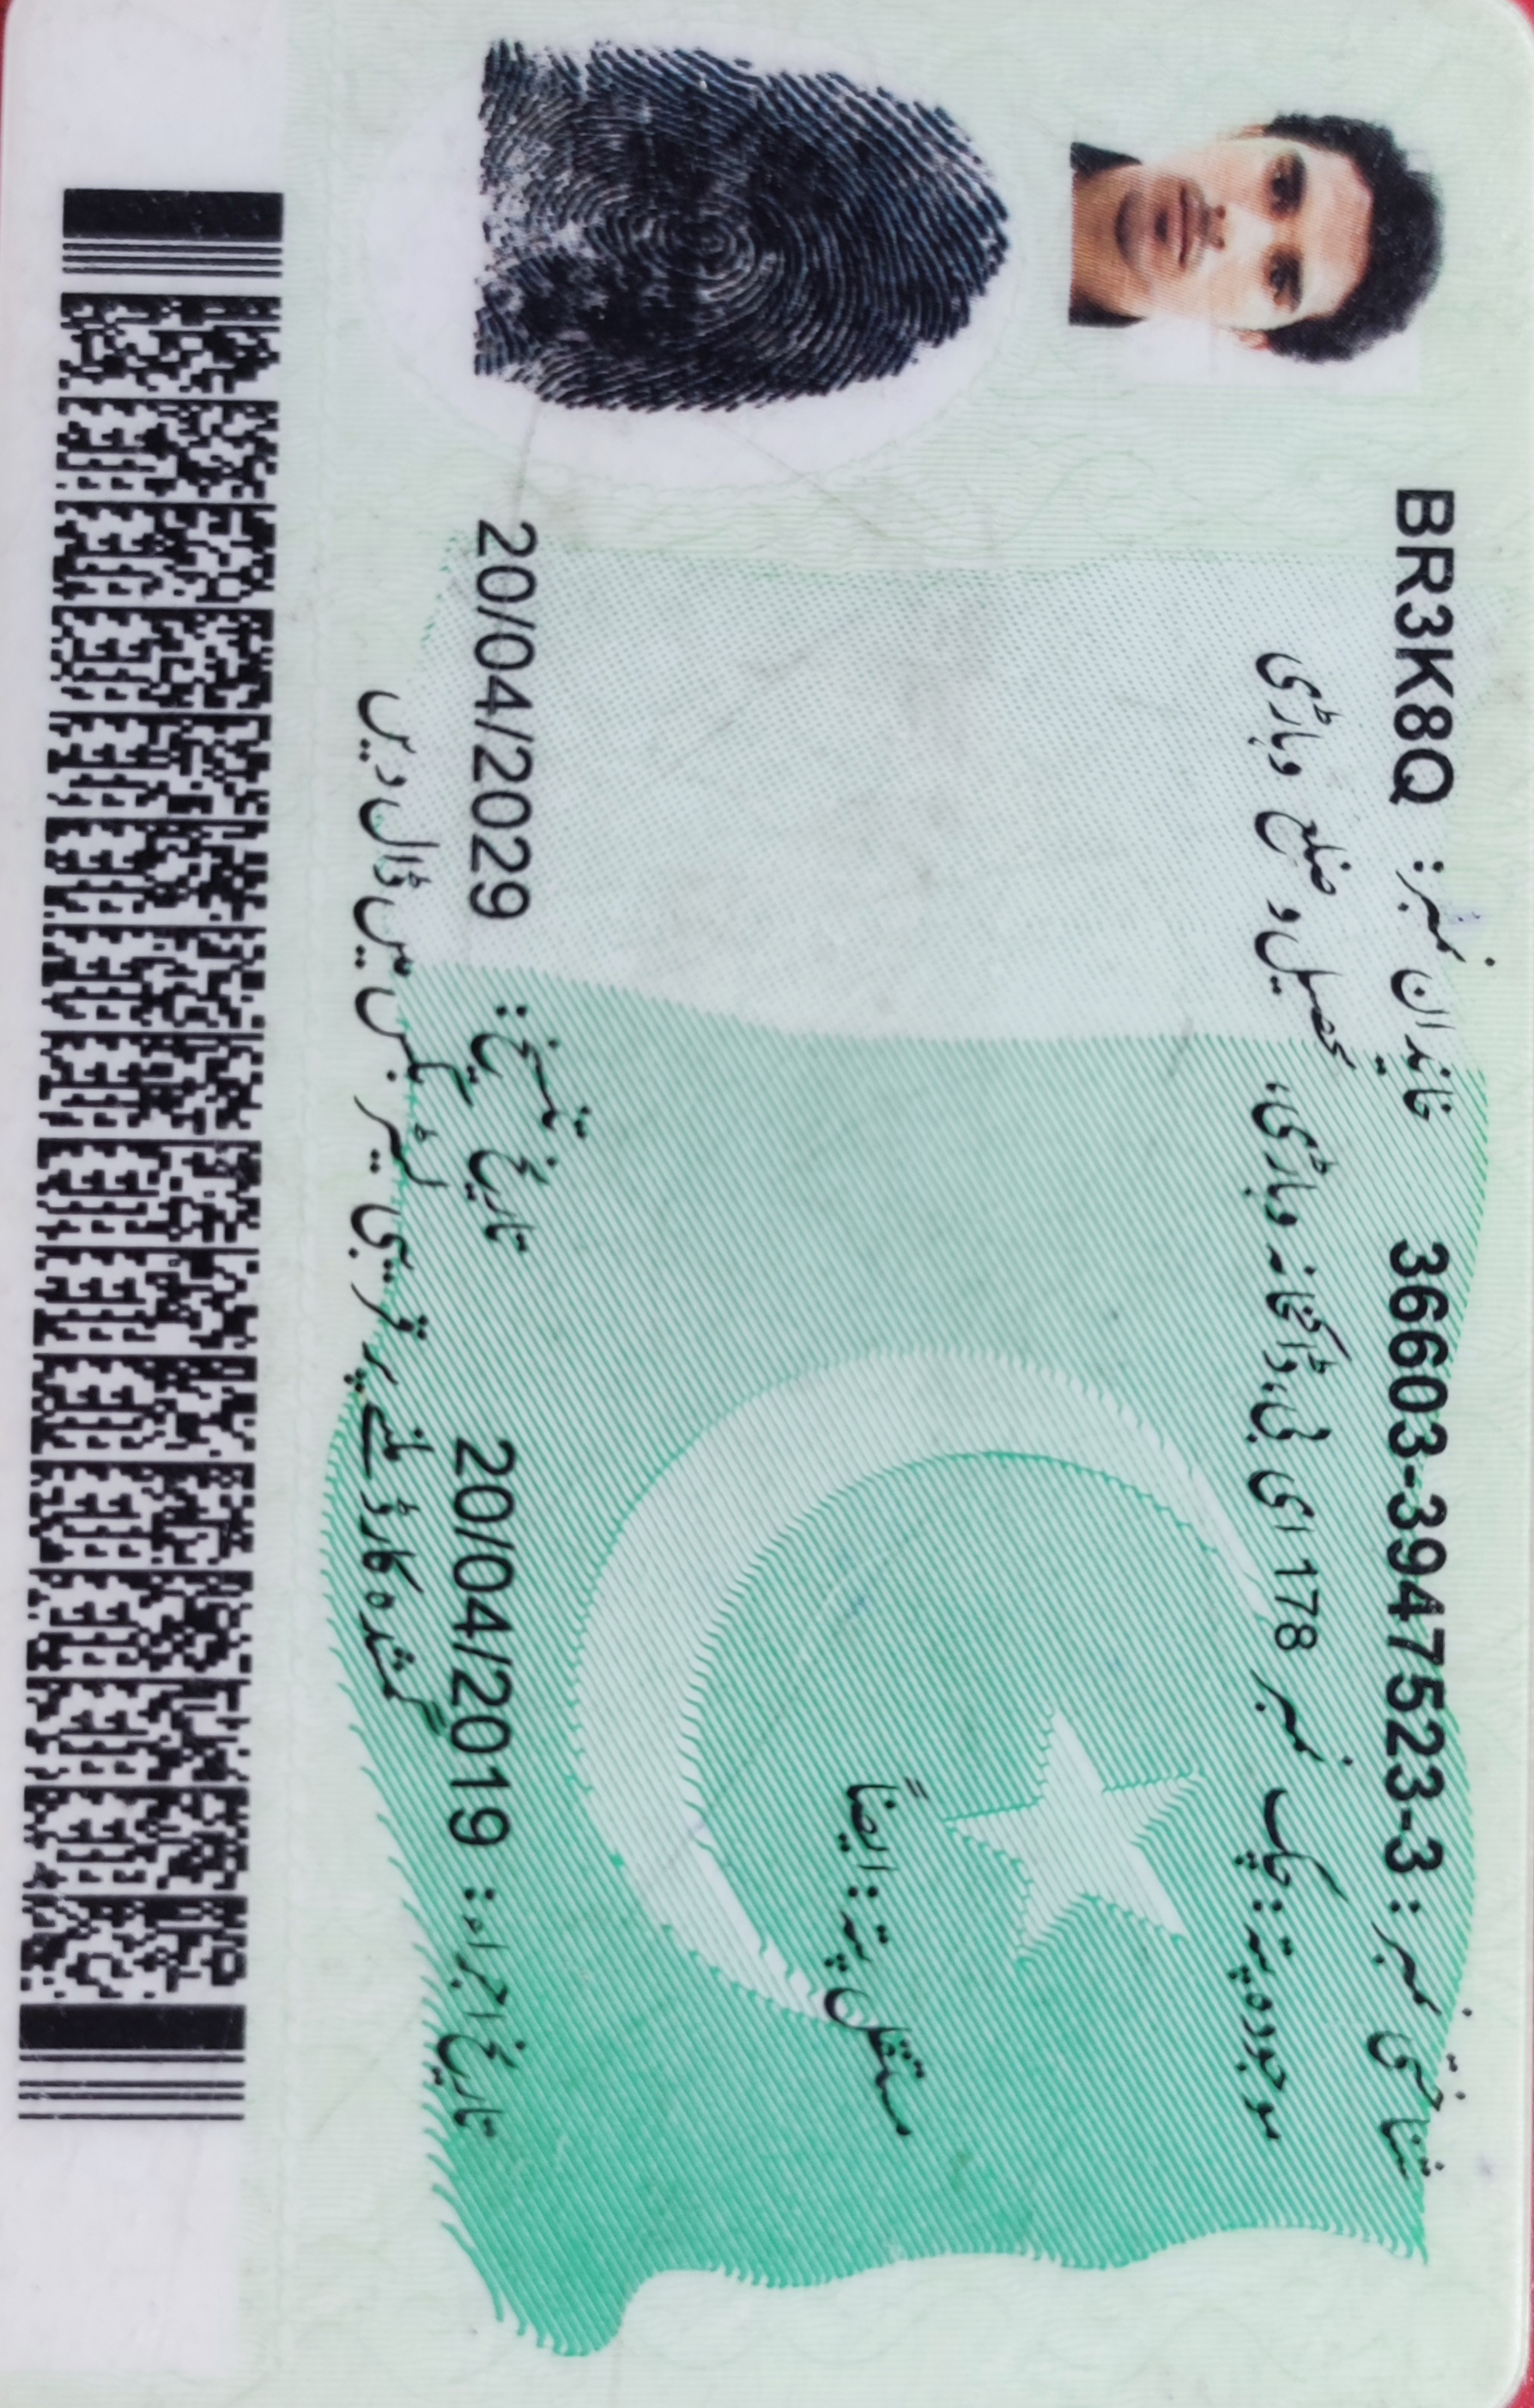 شناختی نمبر: 36603-3947523-3 خاندان نمبر: BR3K8Q
موجودہ پتہ: چک نمبر 178 ای بی، ڈاکخانہ وہاڑی، تحصیل و ضلع وہاڑی
مستقل پتہ: ایضاً
تاریخ اجراء: 20/04/2019 تاریخ تنسیخ: 20/04/2029
گمشدہ کارڈ ملنے پر قریبی لیٹر بکس میں ڈال دیں